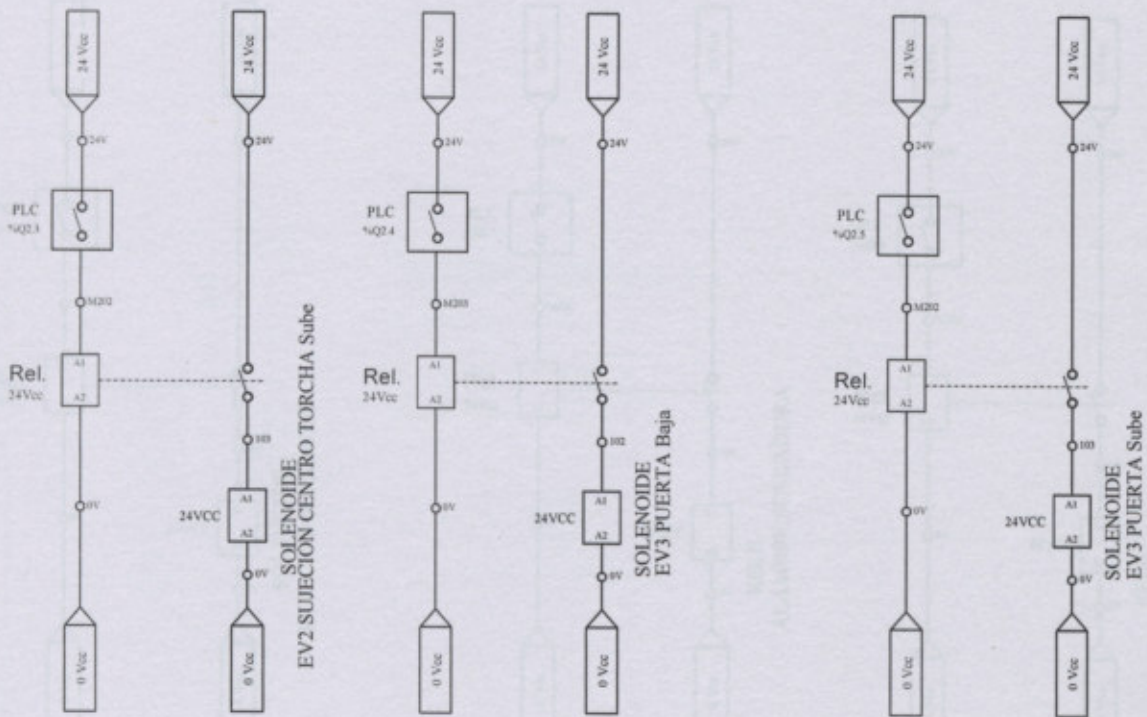 24 Vcc
24V
PLC
%Q2.3
M202
Rel.
24Vcc
A1
A2
0V
0 Vcc
24 Vcc
24V
103
24VCC
A1
A2
0V
0 Vcc
SOLENOIDE
EV2 SUJECIÓN CENTRO TORCHA Sube
24 Vcc
24V
PLC
%Q2.4
M203
Rel.
24Vcc
A1
A2
0V
0 Vcc
24 Vcc
24V
102
24VCC
A1
A2
0V
0 Vcc
SOLENOIDE
EV3 PUERTA Baja
24 Vcc
24V
PLC
%Q2.5
M202
Rel.
24Vcc
A1
A2
0V
0 Vcc
24 Vcc
24V
103
24VCC
A1
A2
0V
0 Vcc
SOLENOIDE
EV3 PUERTA Sube